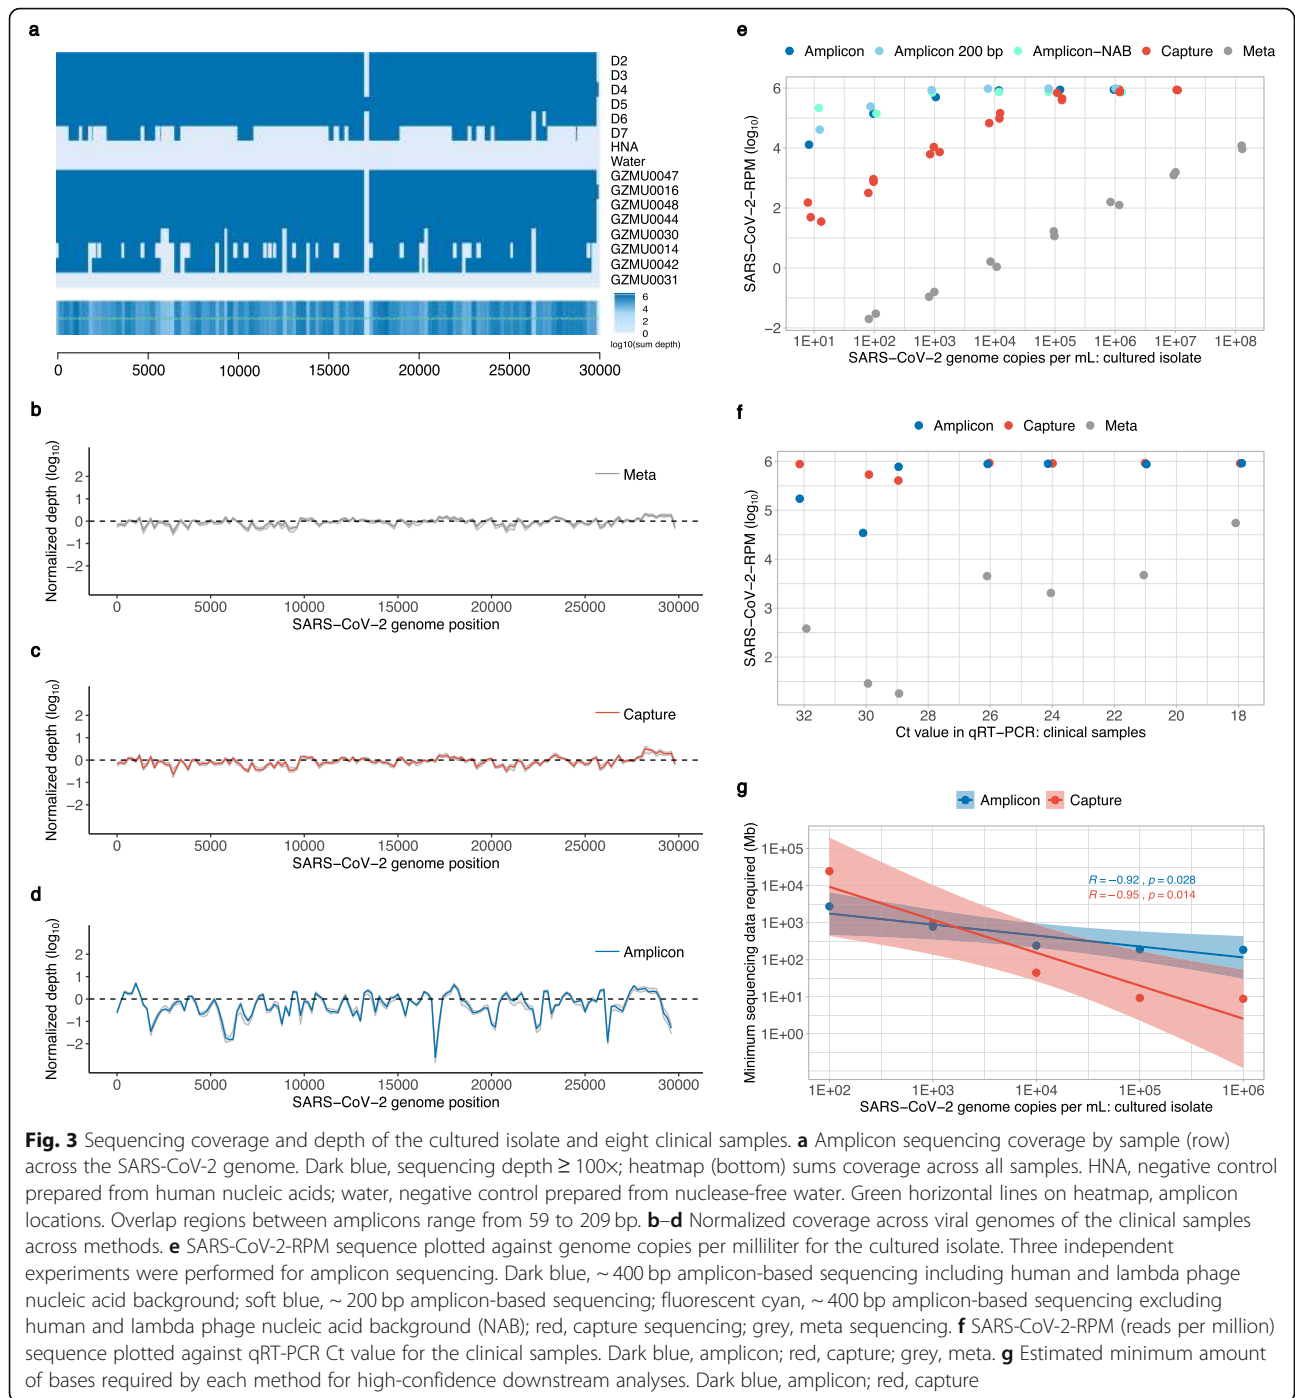 a
D2
D3
D4
D5
D6
D7
HNA
Water
GZMU0047
GZMU0016
GZMU0048
GZMU0044
GZMU0030
GZMU0014
GZMU0042
GZMU0031
6
4
2
0
log10(sum depth)
0 5000 10000 15000 20000 25000 30000
b
Normalized depth (log10)
2
1
0
−1
−2
Meta
0 5000 10000 15000 20000 25000 30000
SARS−CoV−2 genome position
c
Normalized depth (log10)
2
1
0
−1
−2
Capture
0 5000 10000 15000 20000 25000 30000
SARS−CoV−2 genome position
d
Normalized depth (log10)
2
1
0
−1
−2
Amplicon
0 5000 10000 15000 20000 25000 30000
SARS−CoV−2 genome position
e
Amplicon Amplicon 200 bp Amplicon−NAB Capture Meta
SARS−CoV−2−RPM (log10)
6
4
2
0
−2
1E+01 1E+02 1E+03 1E+04 1E+05 1E+06 1E+07 1E+08
SARS−CoV−2 genome copies per mL: cultured isolate
f
Amplicon Capture Meta
SARS−CoV−2−RPM (log10)
6
5
4
3
2
32 30 28 26 24 22 20 18
Ct value in qRT−PCR: clinical samples
g
Amplicon Capture
Minimum sequencing data required (Mb)
1E+05
1E+04
1E+03
1E+02
1E+01
1E+00
R = −0.92 , p = 0.028
R = −0.95 , p = 0.014
1E+02 1E+03 1E+04 1E+05 1E+06
SARS−CoV−2 genome copies per mL: cultured isolate
Fig. 3 Sequencing coverage and depth of the cultured isolate and eight clinical samples. a Amplicon sequencing coverage by sample (row)
across the SARS-CoV-2 genome. Dark blue, sequencing depth ≥ 100×; heatmap (bottom) sums coverage across all samples. HNA, negative control
prepared from human nucleic acids; water, negative control prepared from nuclease-free water. Green horizontal lines on heatmap, amplicon
locations. Overlap regions between amplicons range from 59 to 209 bp. b–d Normalized coverage across viral genomes of the clinical samples
across methods. e SARS-CoV-2-RPM sequence plotted against genome copies per milliliter for the cultured isolate. Three independent
experiments were performed for amplicon sequencing. Dark blue, ~ 400 bp amplicon-based sequencing including human and lambda phage
nucleic acid background; soft blue, ~ 200 bp amplicon-based sequencing; fluorescent cyan, ~ 400 bp amplicon-based sequencing excluding
human and lambda phage nucleic acid background (NAB); red, capture sequencing; grey, meta sequencing. f SARS-CoV-2-RPM (reads per million)
sequence plotted against qRT-PCR Ct value for the clinical samples. Dark blue, amplicon; red, capture; grey, meta. g Estimated minimum amount
of bases required by each method for high-confidence downstream analyses. Dark blue, amplicon; red, capture